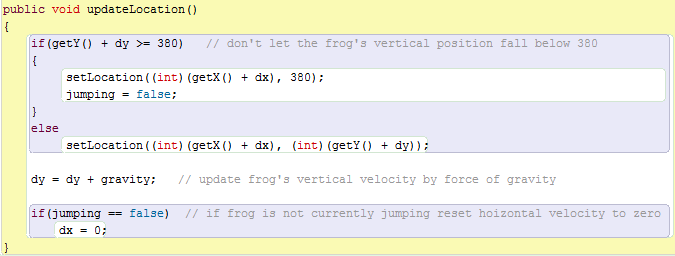 public void updateLocation()
{
if(getY() + dy >= 380) // don't let the frog's vertical position fall below 380
{
setLocation((int)(getX() + dx), 380);
jumping = false;
}
else
setLocation((int)(getX() + dx), (int)(getY() + dy));
dy = dy + gravity; // update frog's vertical velocity by force of gravity
if(jumping == false) // if frog is not currently jumping reset hoizontal velocity to zero
dx = 0;
}